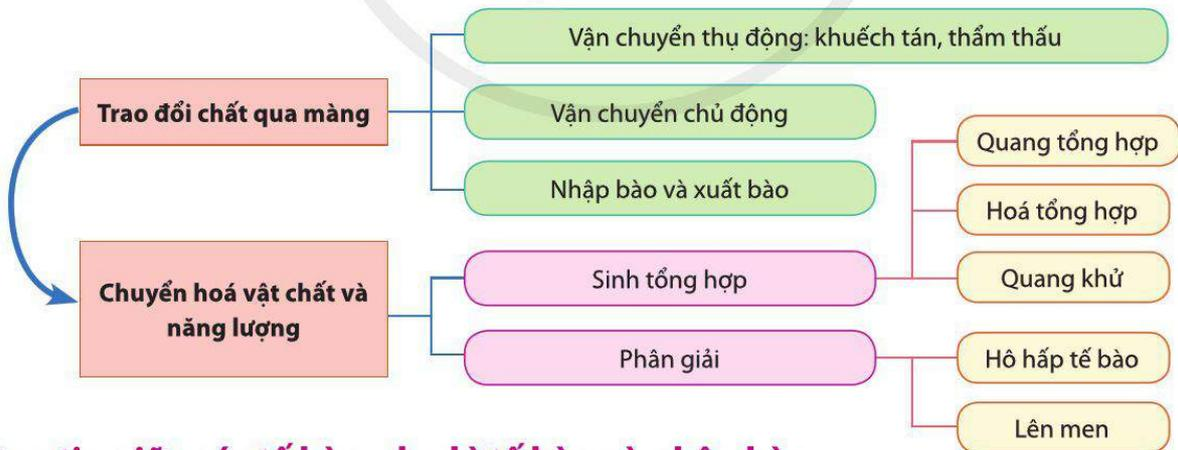 Vận chuyển thụ động: khuếch tán, thẩm thấu
Trao đổi chất qua màng
Vận chuyển chủ động
Nhập bào và xuất bào
Chuyển hoá vật chất và
năng lượng
Sinh tổng hợp
Quang tổng hợp
Hoá tổng hợp
Quang khử
Phân giải
Hô hấp tế bào
Lên men